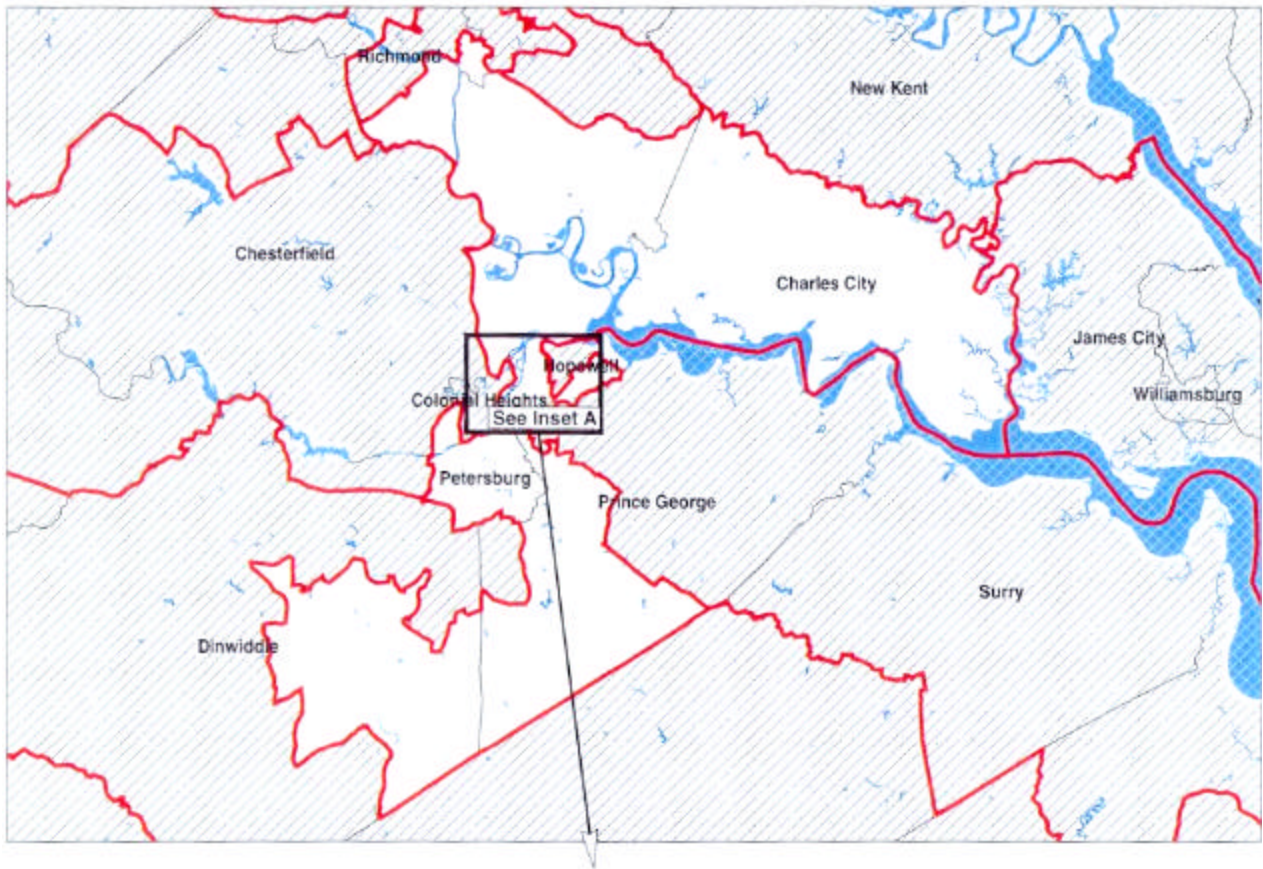 Richmond
New Kent
Chesterfield
Charles City
James City
Hopewell
Williamsburg
Colonial Heights
See Inset A
Petersburg
Prince George
Surry
Dinwiddie